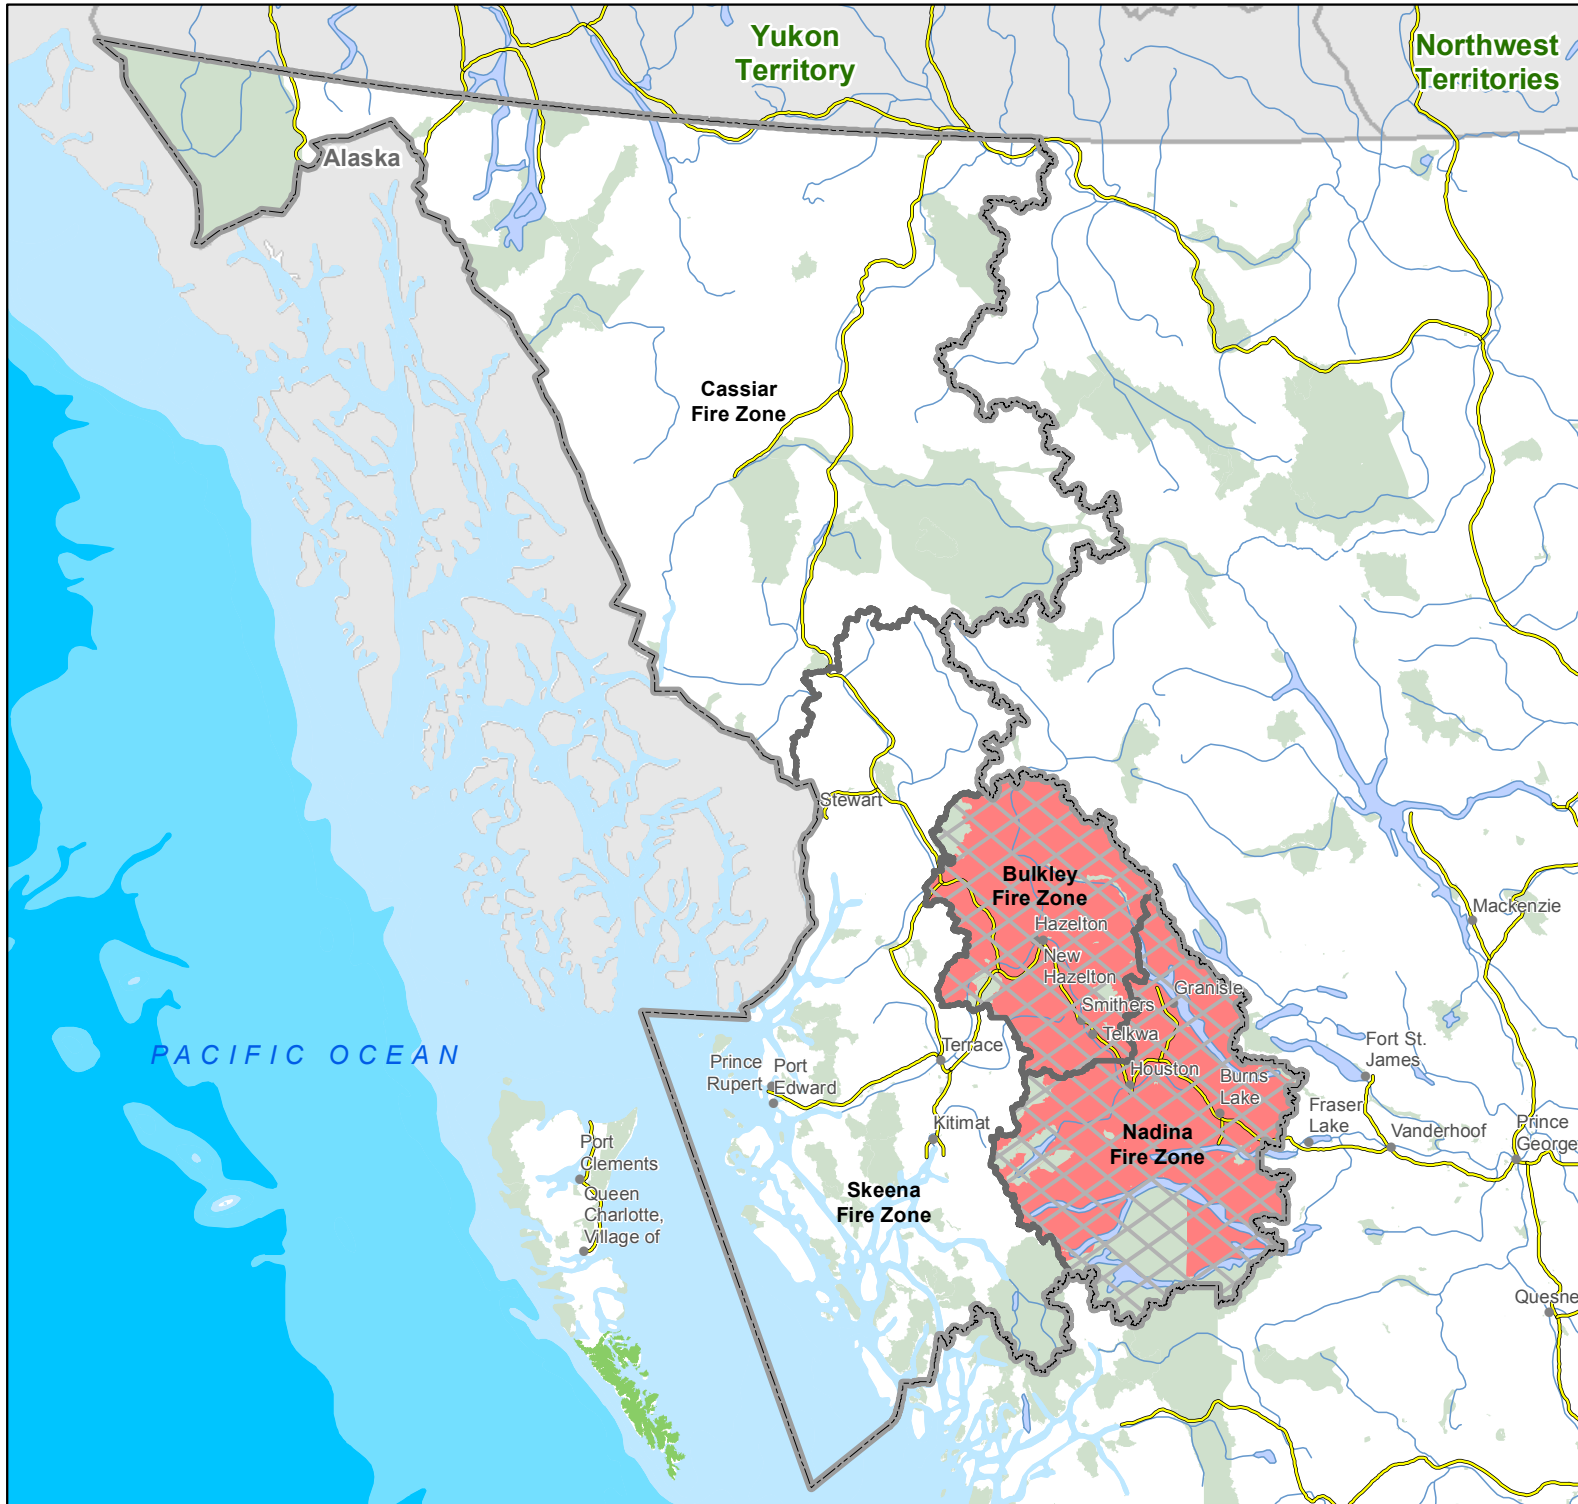 Yukon
Territory
Northwest
Territories
Alaska
Cassiar
Fire Zone
Stewart
Bulkley
Fire Zone
Hazelton
New
Hazelton
Mackenzie
Granisle
Smithers
Telkwa
PACIFIC OCEAN
Prince
Rupert
Port
Edward
Terrace
Houston
Burns
Lake
Fort St.
James
Fraser
Lake
Vanderhoof
Prince
George
Kitimat
Nadina
Fire Zone
Port
Clements
Queen
Charlotte,
Village of
Skeena
Fire Zone
Quesne